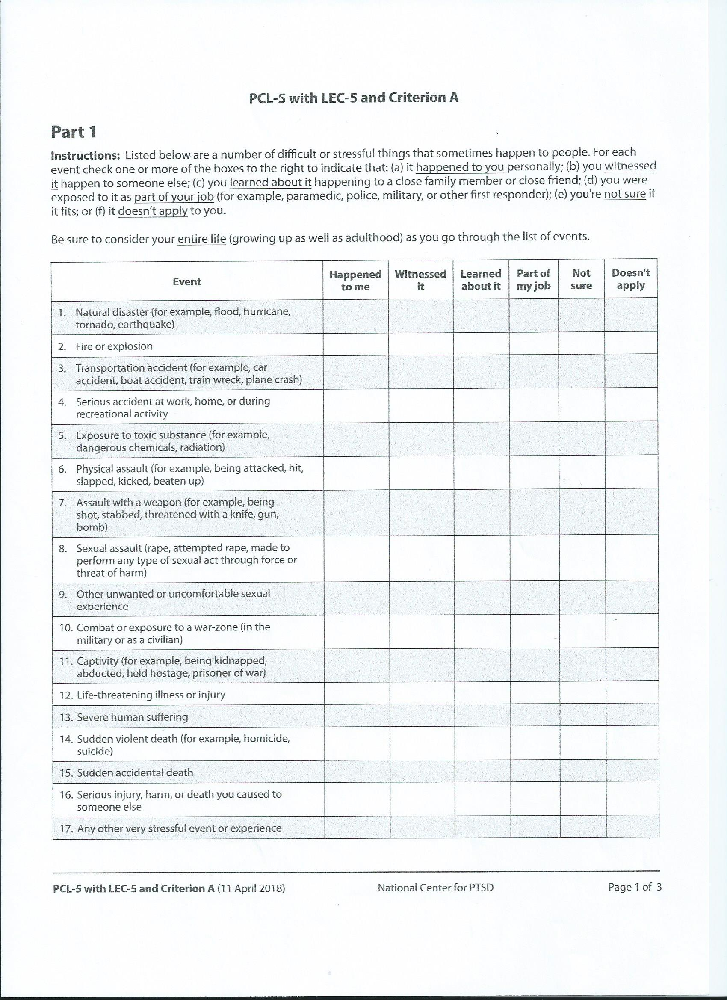 PCL-5 with LEC-5 and Criterion A
Part 1
Instructions: Listed below are a number of difficult or stressful things that sometimes happen to people. For each
event check one or more of the boxes to the right to indicate that: (a) it happened to you personally; (b) you witnessed
it happen to someone else; (c) you learned about it happening to a close family member or close friend; (d) you were
exposed to it as part of your job (for example, paramedic, police, military, or other first responder); (e) you're not sure if
it fits; or (f) it doesn't apply to you.
Be sure to consider your entire life (growing up as well as adulthood) as you go through the list of events.
Event
Happened
to me
Witnessed
it
Learned
about it
Part of
my job
Not
sure
Doesn't
apply
1. Natural disaster (for example, flood, hurricane,
tornado, earthquake)
2. Fire or explosion
3. Transportation accident (for example, car
accident, boat accident, train wreck, plane crash)
4. Serious accident at work, home, or during
recreational activity
5. Exposure to toxic substance (for example,
dangerous chemicals, radiation)
6. Physical assault (for example, being attacked, hit,
slapped, kicked, beaten up)
7. Assault with a weapon (for example, being
shot, stabbed, threatened with a knife, gun,
bomb)
8. Sexual assault (rape, attempted rape, made to
perform any type of sexual act through force or
threat of harm)
9. Other unwanted or uncomfortable sexual
experience
10. Combat or exposure to a war-zone (in the
military or as a civilian)
11. Captivity (for example, being kidnapped,
abducted, held hostage, prisoner of war)
12. Life-threatening illness or injury
13. Severe human suffering
14. Sudden violent death (for example, homicide,
suicide)
15. Sudden accidental death
16. Serious injury, harm, or death you caused to
someone else
17. Any other very stressful event or experience
PCL-5 with LEC-5 and Criterion A (11 April 2018)
National Center for PTSD
Page 1 of 3